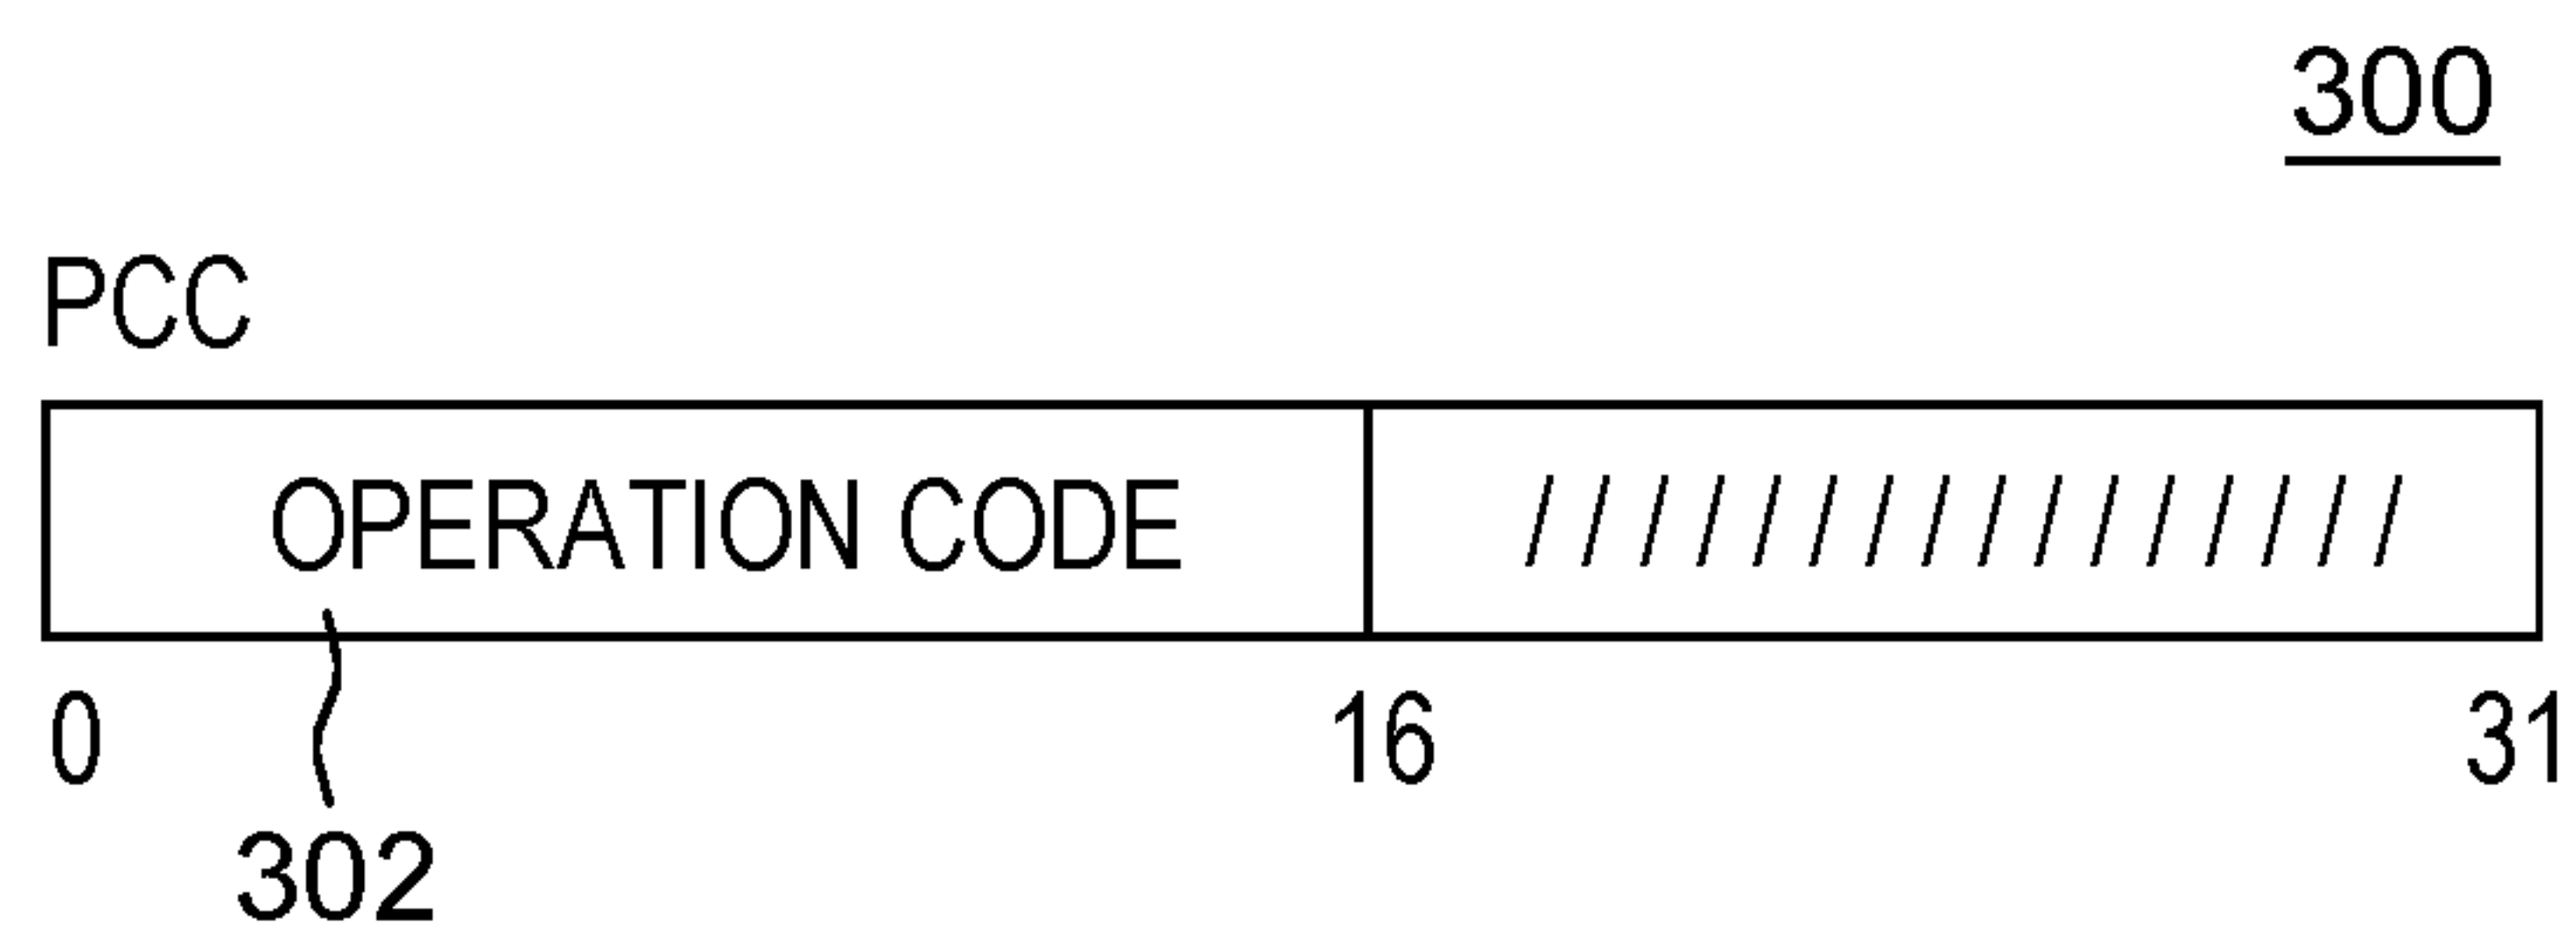 300
PCC
OPERATION CODE / / / / / / / / / / / / / / / /
0 16 31
302